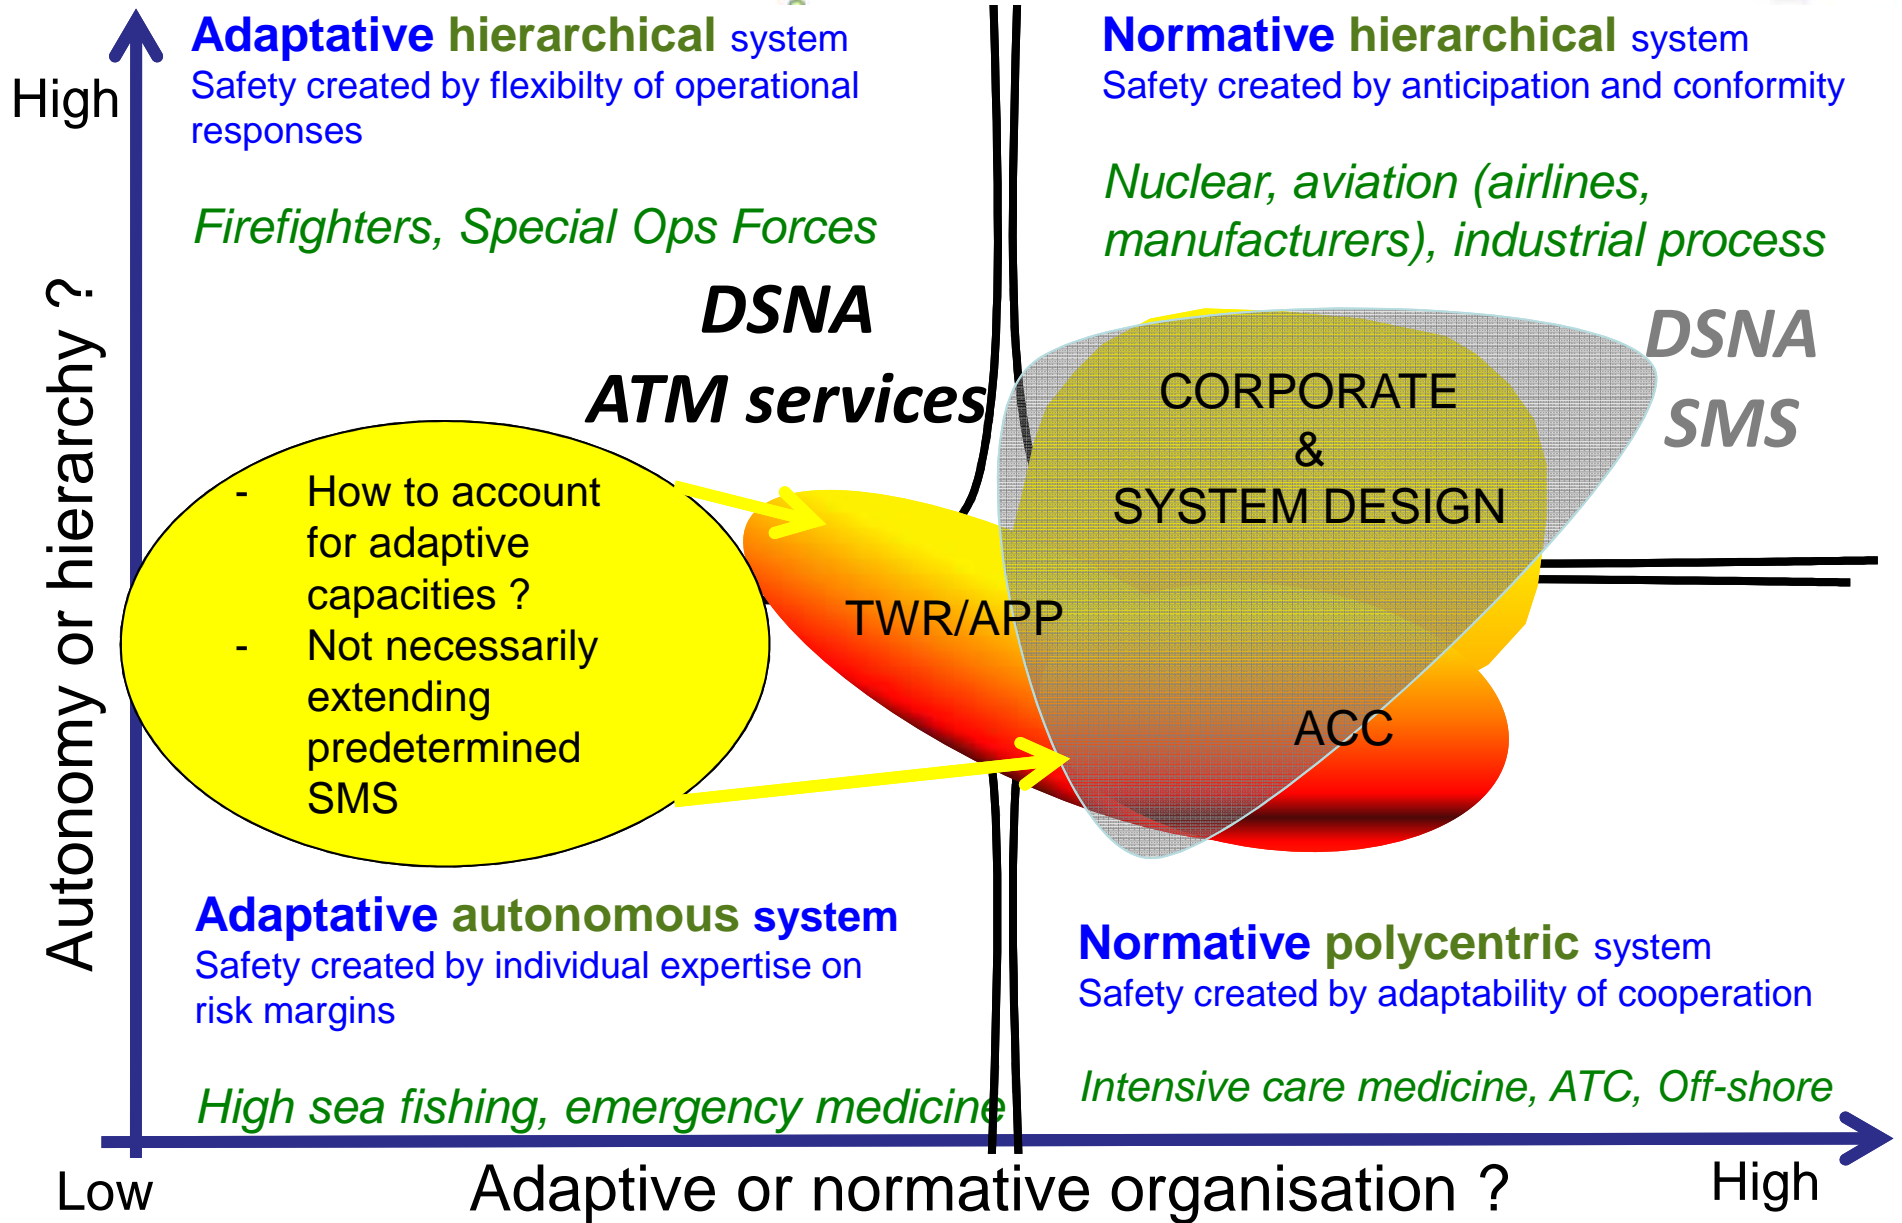 Adaptative hierarchical system
Safety created by flexibilty of operational
responses
Firefighters, Special Ops Forces
Normative hierarchical system
Safety created by anticipation and conformity
Nuclear, aviation (airlines,
manufacturers), industrial process
High
Autonomy or hierarchy ?
DSNA
ATM services
DSNA
SMS
CORPORATE
&
SYSTEM DESIGN
- How to account
for adaptive
capacities ?
- Not necessarily
extending
predetermined
SMS
TWR/APP
ACC
Adaptative autonomous system
Safety created by individual expertise on
risk margins
High sea fishing, emergency medicine
Normative polycentric system
Safety created by adaptability of cooperation
Intensive care medicine, ATC, Off-shore
Low
Adaptive or normative organisation ?
High